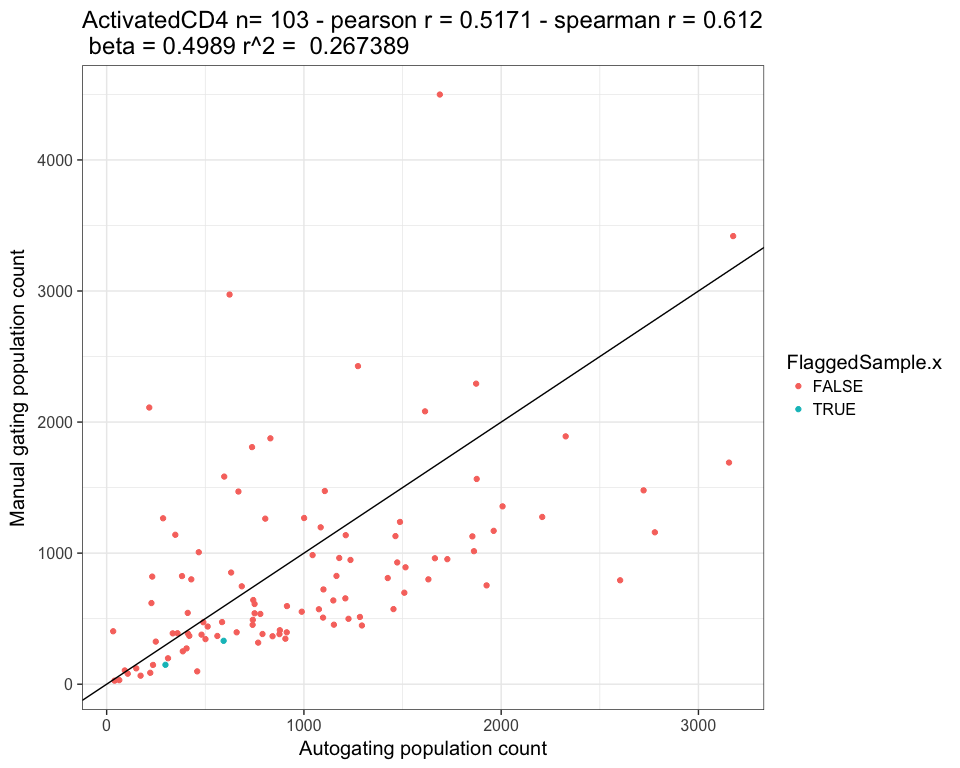 ActivatedCD4 n= 103 - pearson r = 0.5171 - spearman r = 0.612
beta = 0.4989 r^2 =  0.267389
Manual gating population count
4000
3000
2000
1000
0
0 1000 2000 3000
Autogating population count
FlaggedSample.x
FALSE
TRUE